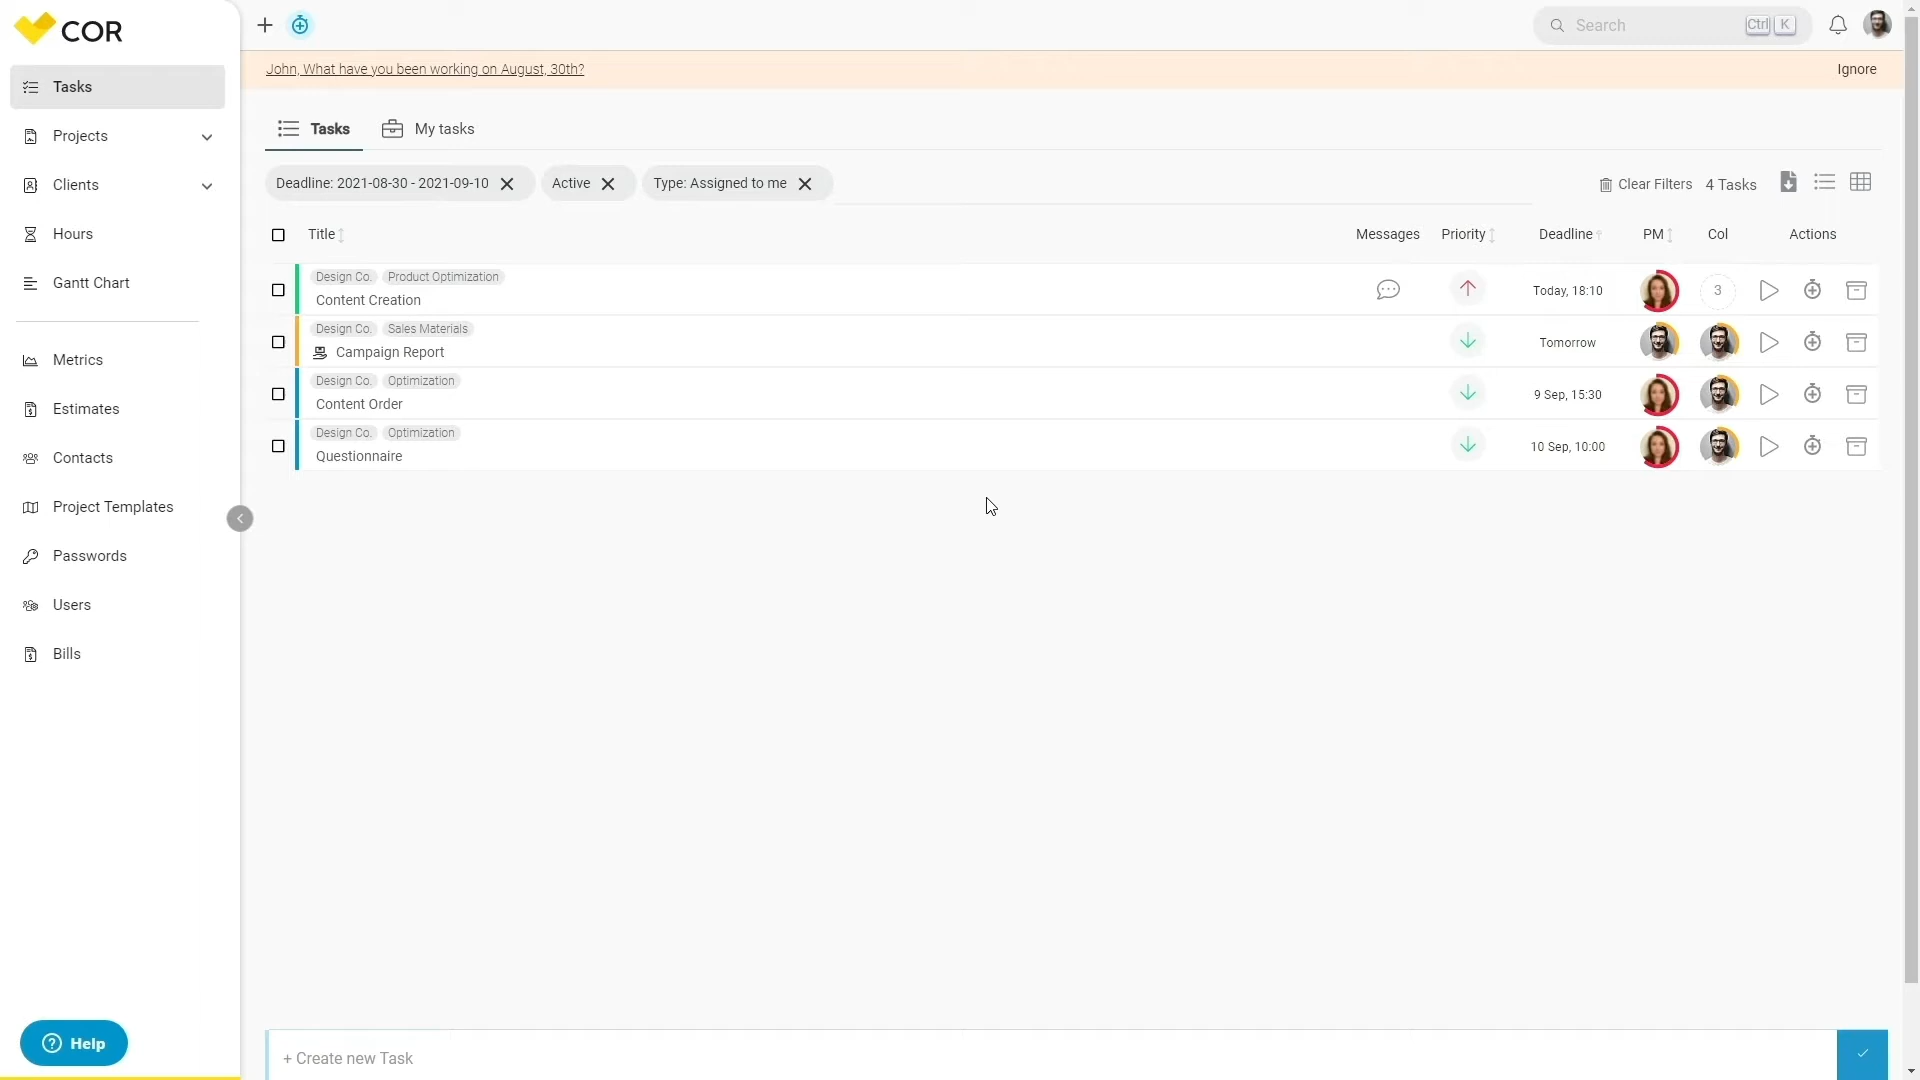 COR
Search Ctrl K
John, What have you been working on August, 30th? Ignore
Tasks
Projects
Clients
Hours
Gantt Chart
Metrics
Estimates
Contacts
Project Templates
Passwords
Users
Bills
Help
Tasks My tasks
Deadline: 2021-08-30 - 2021-09-10 Active Type: Assigned to me Clear Filters 4 Tasks
Title Messages Priority Deadline PM Col Actions
Design Co. Product Optimization
Content Creation Today, 18:10 3
Design Co. Sales Materials
Campaign Report Tomorrow
Design Co. Optimization
Content Order 9 Sep, 15:30
Design Co. Optimization
Questionnaire 10 Sep, 10:00
+ Create new Task